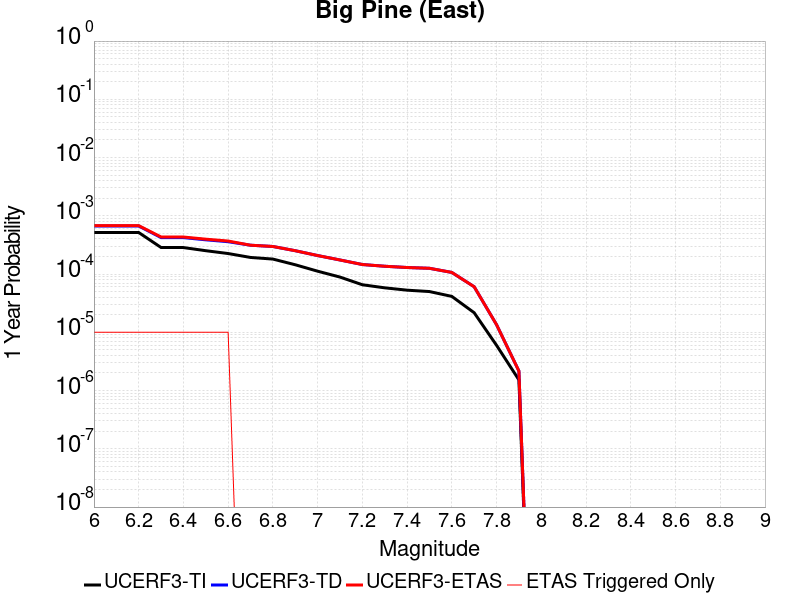 Big Pine (East)
10^0
10^-1
10^-2
10^-3
10^-4
10^-5
10^-6
10^-7
10^-8
1 Year Probability
6 6.2 6.4 6.6 6.8 7 7.2 7.4 7.6 7.8 8 8.2 8.4 8.6 8.8 9
Magnitude
UCERF3-TI UCERF3-TD UCERF3-ETAS ETAS Triggered Only